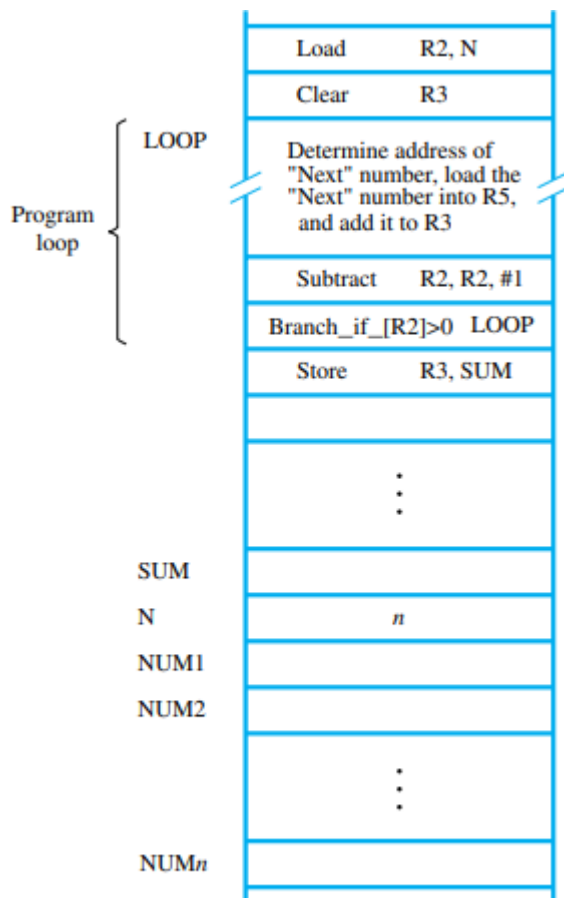 Load R2, N
Clear R3
LOOP
Determine address of
"Next" number, load the
"Next" number into R5,
and add it to R3
Program
loop
Subtract R2, R2, #1
Branch_if_[R2]>0 LOOP
Store R3, SUM
SUM
N n
NUM1
NUM2
NUMn